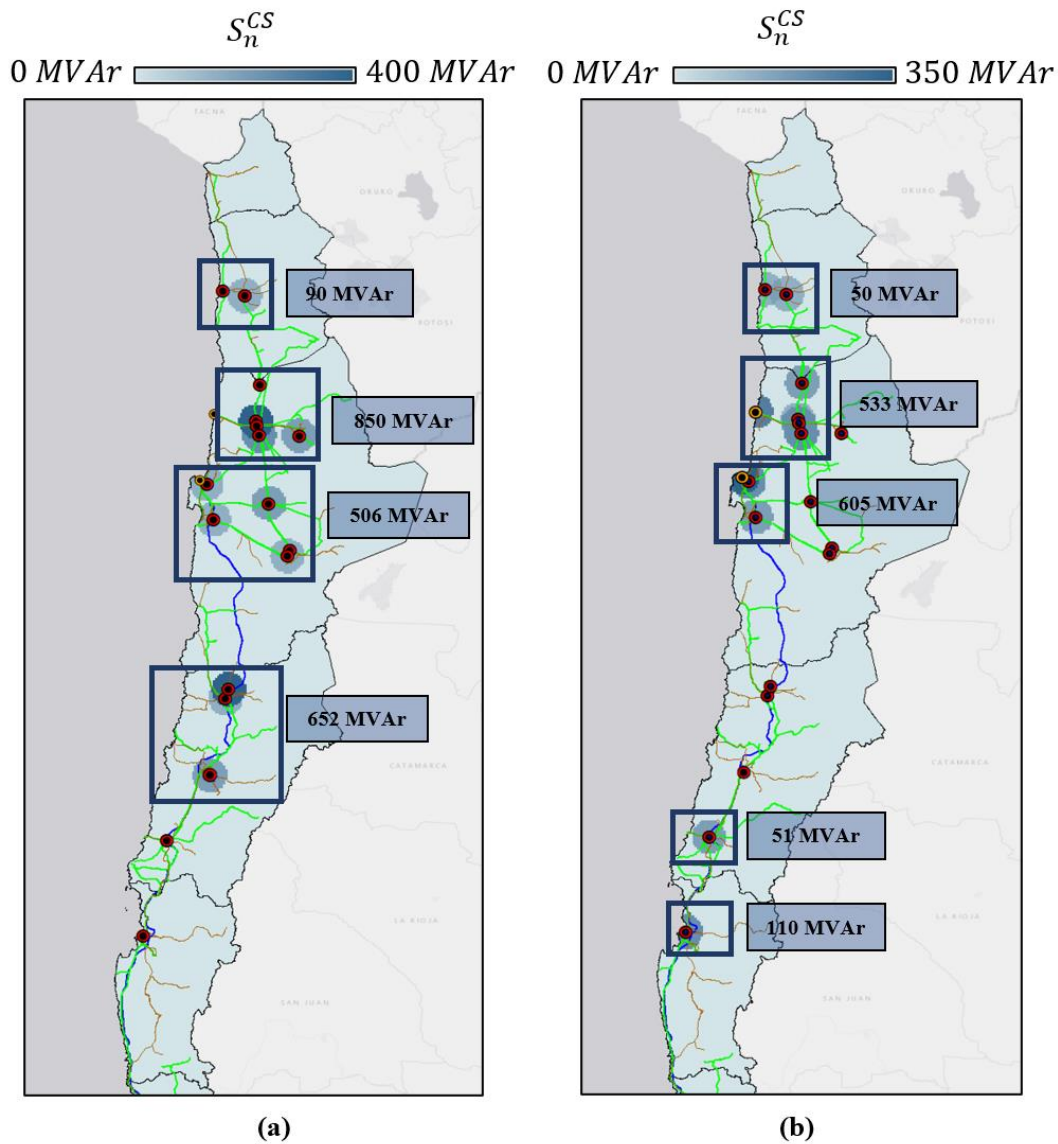 S_n^{CS}
0 MVAr 400 MVAr
TACNA
ORURO
POTOSI
90 MVAr
850 MVAr
506 MVAr
652 MVAr
CATAMARCA
LA RIOJA
SAN JUAN
(a)
S_n^{CS}
0 MVAr 350 MVAr
TACNA
ORURO
POTOSI
50 MVAr
533 MVAr
605 MVAr
CATAMARCA
51 MVAr
LA RIOJA
110 MVAr
SAN JUAN
(b)